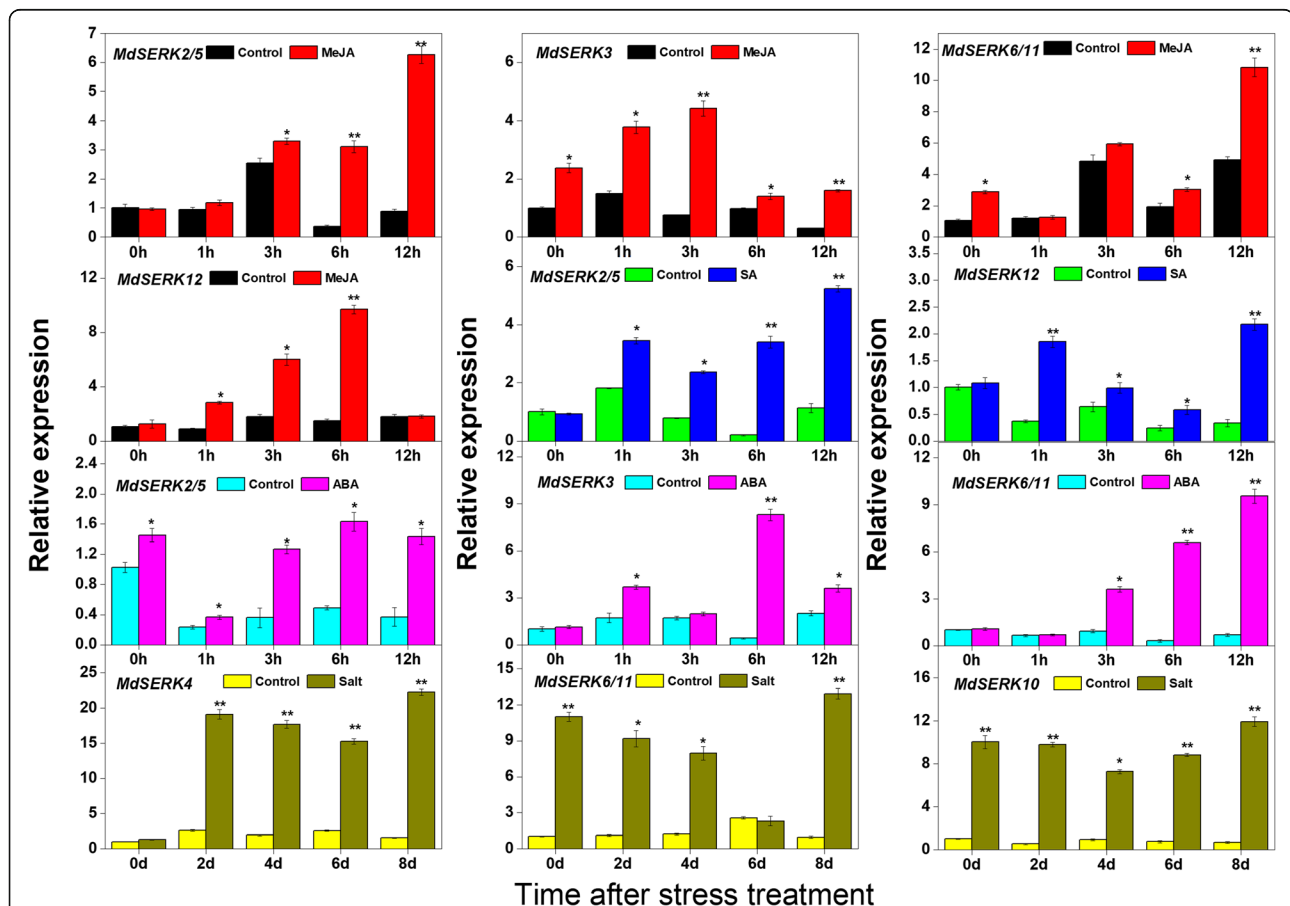 MdSERK2/5 Control MeJA
7
6
5
4
3
2
1
0
* ** **
0h 1h 3h 6h 12h
MdSERK3 Control MeJA
6
4
2
0
* * ** * **
0h 1h 3h 6h 12h
MdSERK6/11 Control MeJA
12
10
8
6
4
2
0
* * **
0h 1h 3h 6h 12h
MdSERK12 Control MeJA
12
8
4
0
* * **
0h 1h 3h 6h 12h
MdSERK2/5 Control SA
6
4
2
0
* * ** **
0h 1h 3h 6h 12h
MdSERK12 Control SA
3.5
3.0
2.5
2.0
1.5
1.0
0.5
0.0
** * * **
0h 1h 3h 6h 12h
MdSERK2/5 Control ABA
2.4
2.0
1.6
1.2
0.8
0.4
0.0
* * * * *
0h 1h 3h 6h 12h
MdSERK3 Control ABA
12
9
6
3
0
* ** *
0h 1h 3h 6h 12h
MdSERK6/11 Control ABA
12
9
6
3
0
* ** **
0h 1h 3h 6h 12h
MdSERK4 Control Salt
25
20
15
10
5
0
** ** ** **
0d 2d 4d 6d 8d
MdSERK6/11 Control Salt
15
12
9
6
3
0
** * * **
0d 2d 4d 6d 8d
MdSERK10 Control Salt
16
12
8
4
0
** ** * ** **
0d 2d 4d 6d 8d
Relative expression
Relative expression
Relative expression
Time after stress treatment